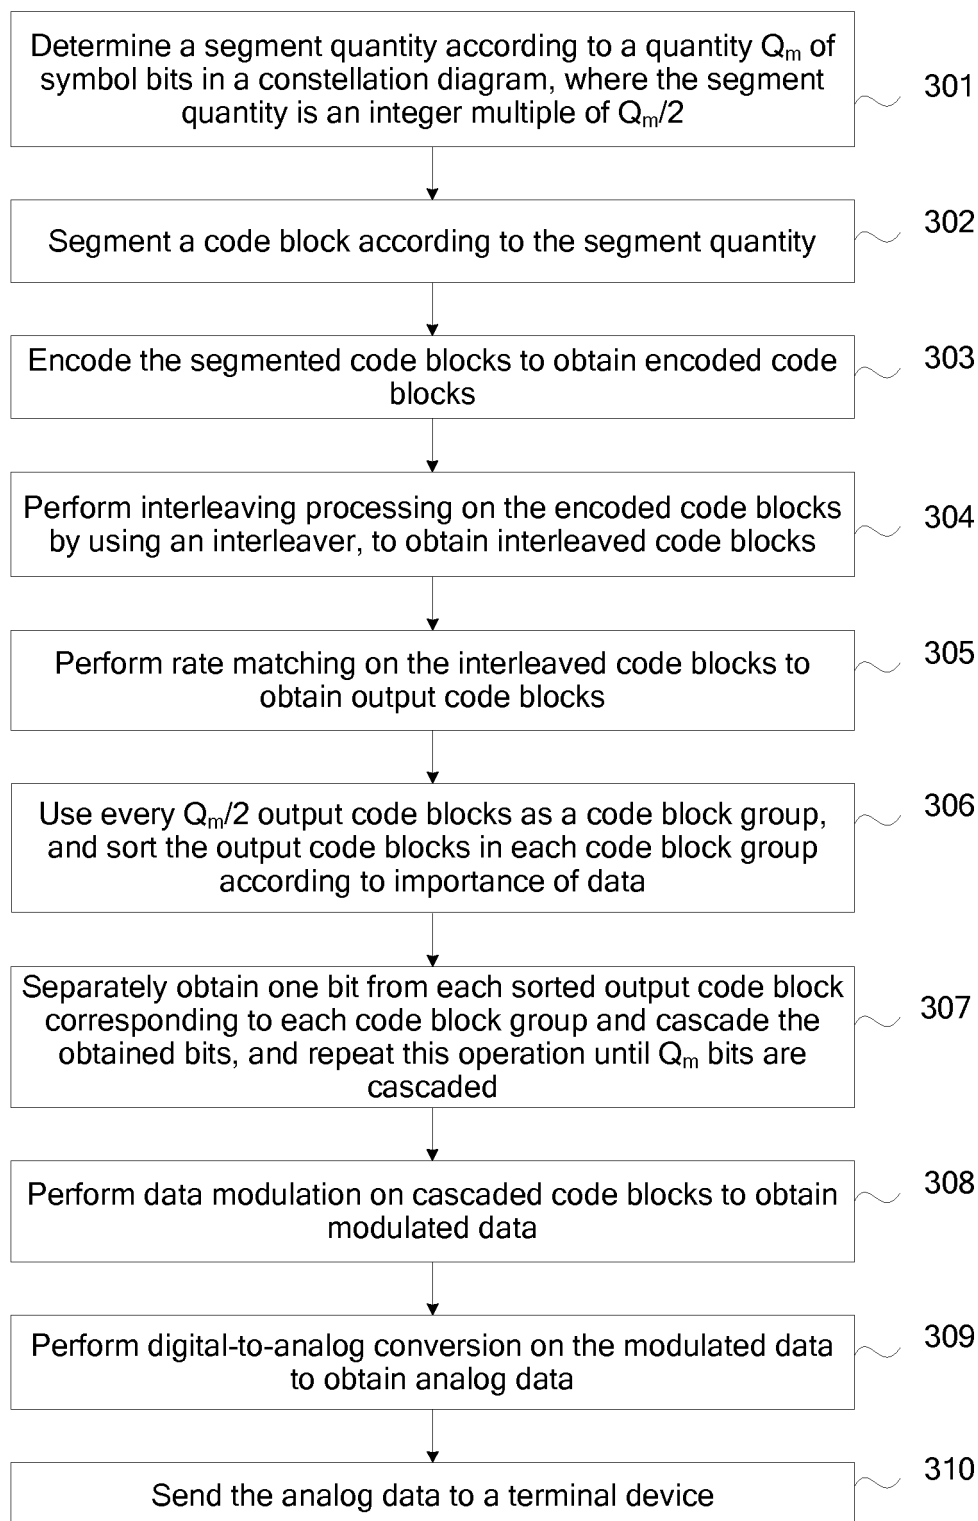 Determine a segment quantity according to a quantity Qm of
symbol bits in a constellation diagram, where the segment
quantity is an integer multiple of Qm/2
301
Segment a code block according to the segment quantity
302
Encode the segmented code blocks to obtain encoded code
blocks
303
Perform interleaving processing on the encoded code blocks
by using an interleaver, to obtain interleaved code blocks
304
Perform rate matching on the interleaved code blocks to
obtain output code blocks
305
Use every Qm/2 output code blocks as a code block group,
and sort the output code blocks in each code block group
according to importance of data
306
Separately obtain one bit from each sorted output code block
corresponding to each code block group and cascade the
obtained bits, and repeat this operation until Qm bits are
cascaded
307
Perform data modulation on cascaded code blocks to obtain
modulated data
308
Perform digital-to-analog conversion on the modulated data
to obtain analog data
309
Send the analog data to a terminal device
310